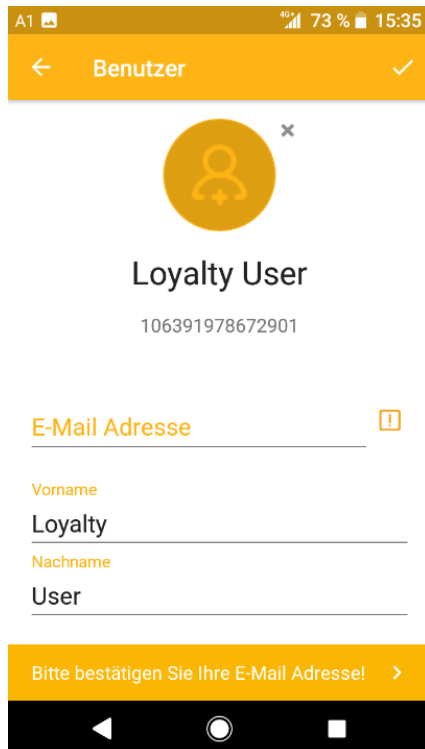 A1 4G+ 73 % 15:35
Benutzer
Loyalty User
106391978672901
E-Mail Adresse
Vorname
Loyalty
Nachname
User
Bitte bestätigen Sie Ihre E-Mail Adresse!